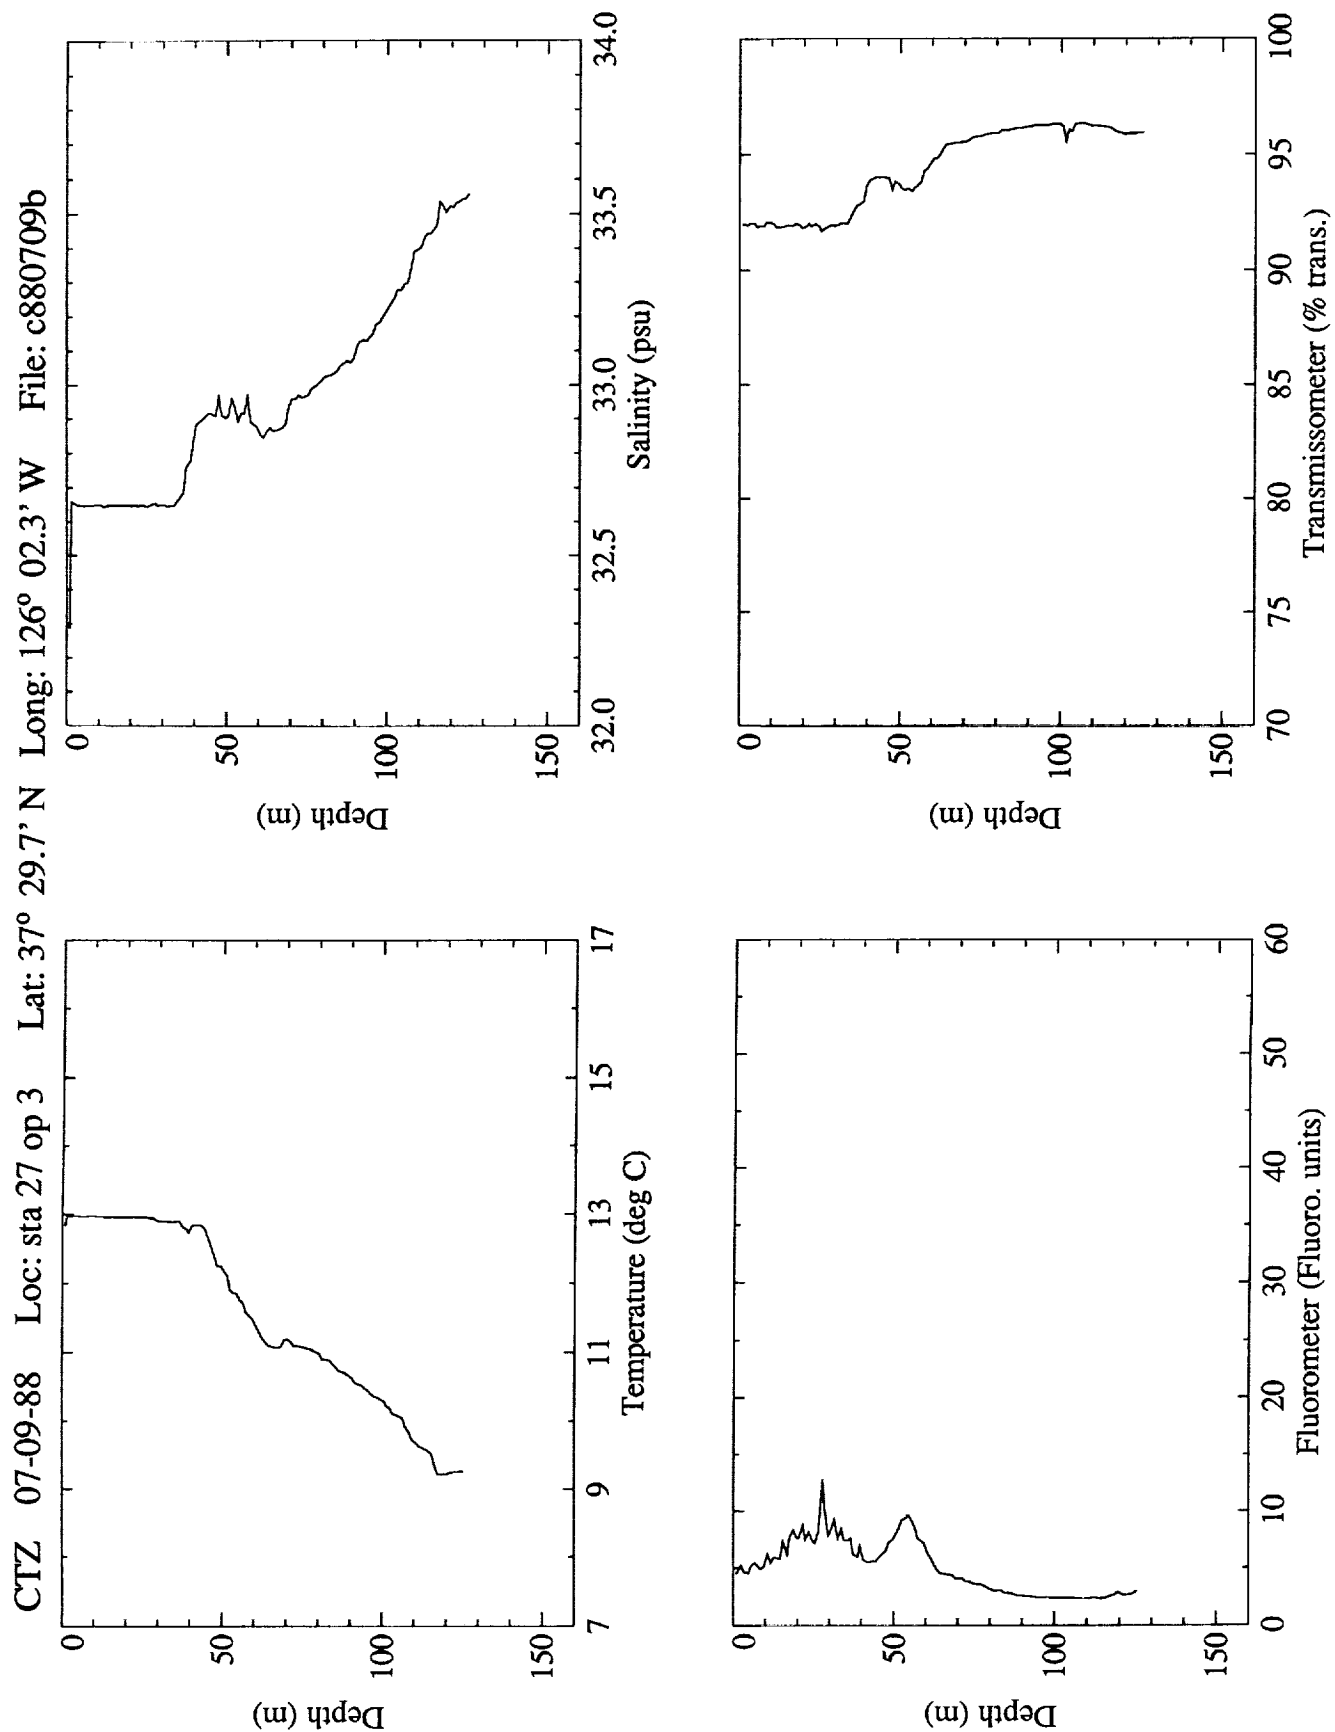 CTZ 07-09-88 Loc: sta 27 op 3 Lat: 37° 29.7' N Long: 126° 02.3' W File: c880709b
Depth (m)
0
50
100
150
7 9 11 13 15 17
Temperature (deg C)
Depth (m)
0
50
100
150
32.0 32.5 33.0 33.5 34.0
Salinity (psu)
Depth (m)
0
50
100
150
0 10 20 30 40 50 60
Fluorometer (Fluoro. units)
Depth (m)
0
50
100
150
70 75 80 85 90 95 100
Transmissometer (% trans.)